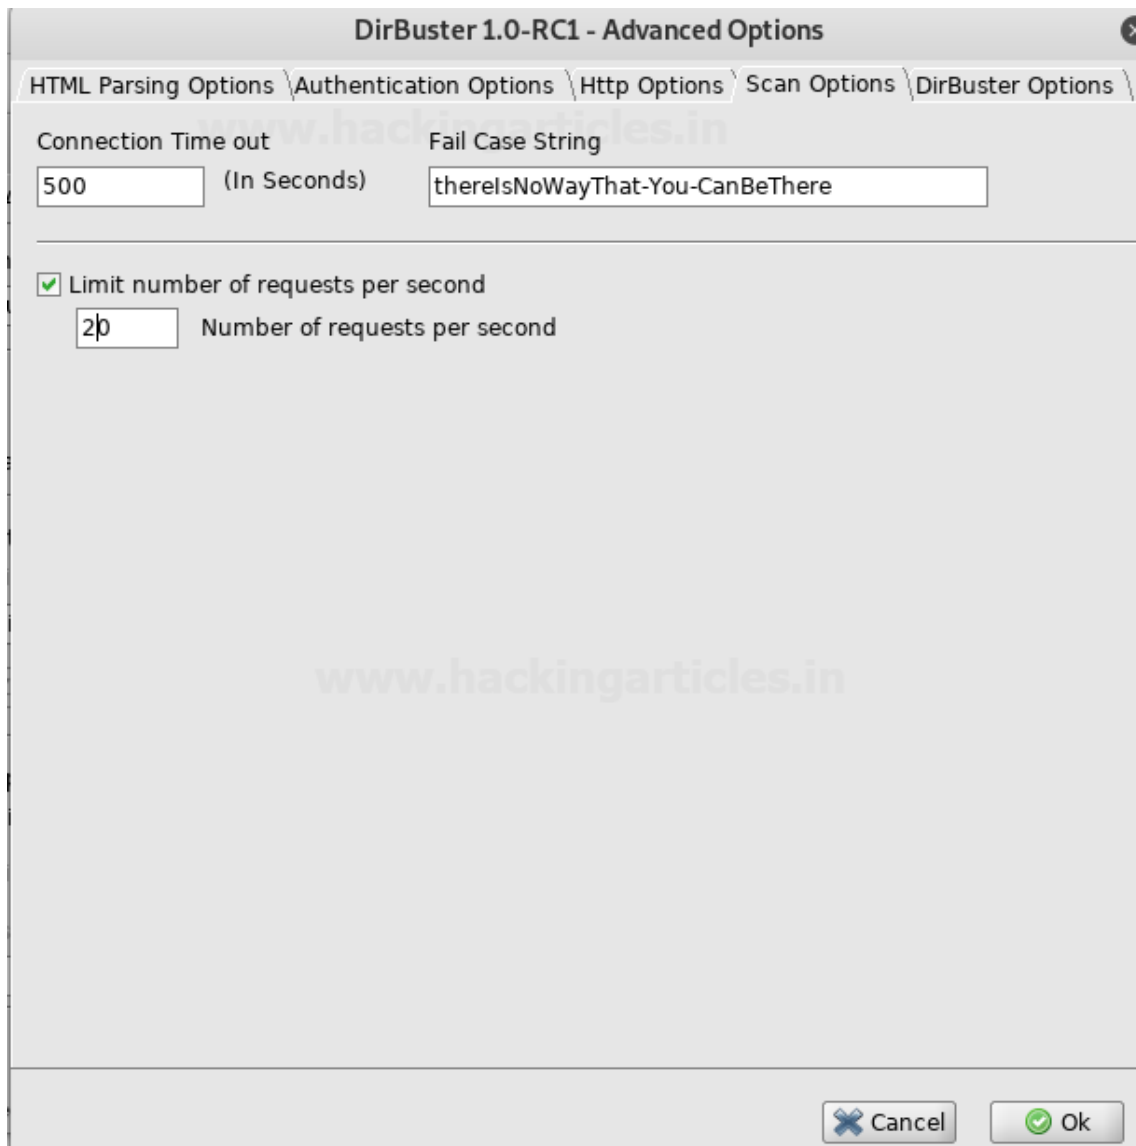 DirBuster 1.0-RC1 - Advanced Options
HTML Parsing Options Authentication Options Http Options Scan Options DirBuster Options
www.hackingarticles.in
Connection Time out Fail Case String
500 (In Seconds) thereIsNoWayThat-You-CanBeThere
Limit number of requests per second
20 Number of requests per second
www.hackingarticles.in
Cancel Ok